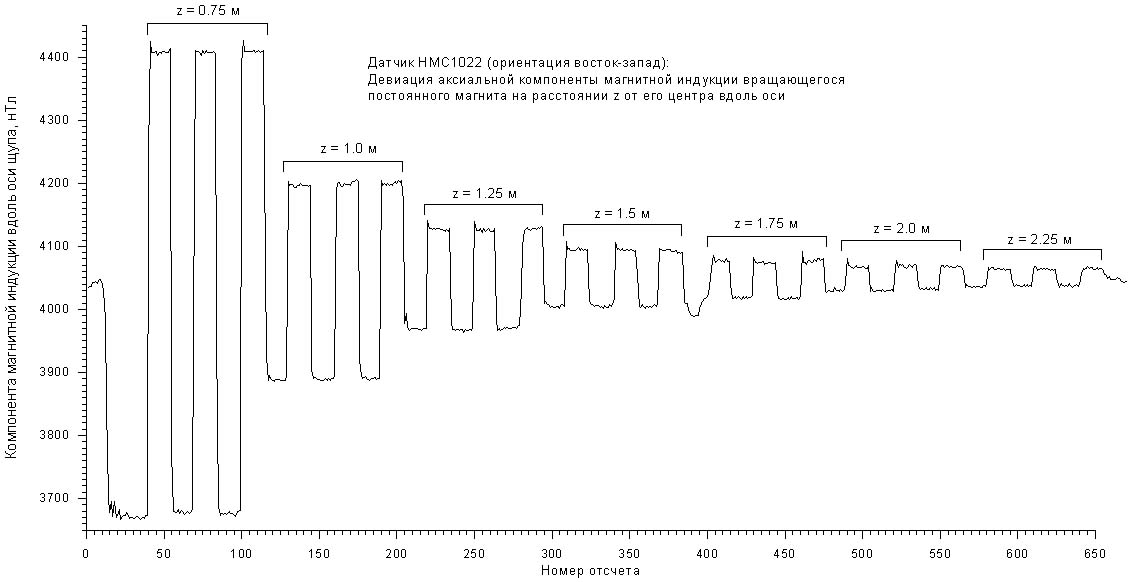 z = 0.75 м
Датчик HMC1022 (ориентация восток-запад):
Девиация аксиальной компоненты магнитной индукции вращающегося
постоянного магнита на расстоянии z от его центра вдоль оси
z = 1.0 м
z = 1.25 м
z = 1.5 м
z = 1.75 м
z = 2.0 м
z = 2.25 м
Компонента магнитной индукции вдоль оси щупа, нТл
4400
4300
4200
4100
4000
3900
3800
3700
0 50 100 150 200 250 300 350 400 450 500 550 600 650
Номер отсчета